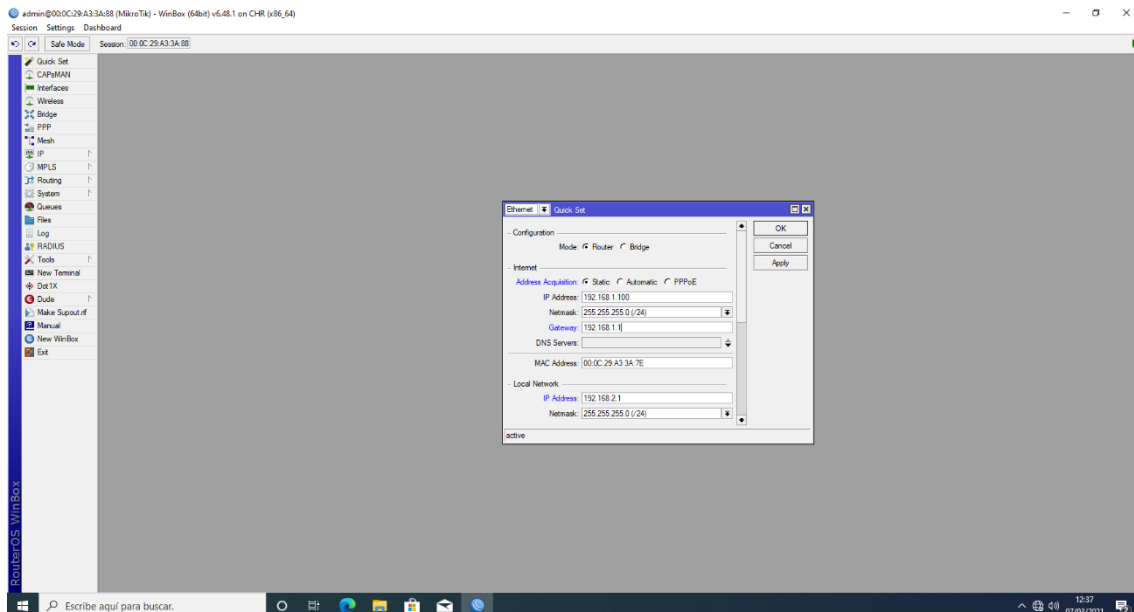 admin@00:0C:29:A3:3A:88 (MikroTik) - WinBox (64bit) v6.48.1 on CHR (x86_64)
Session Settings Dashboard
Safe Mode Session: 00:0C:29:A3:3A:88
Quick Set
CAPsMAN
Interfaces
Wireless
Bridge
PPP
Mesh
IP
MPLS
Routing
System
Queues
Files
Log
RADIUS
Tools
New Terminal
Dot1X
Dude
Make Supout.rif
Manual
New WinBox
Exit
RouterOS WinBox
Ethernet Quick Set
Configuration
Mode: Router Bridge
Internet
Address Acquisition: Static Automatic PPPoE
IP Address: 192.168.1.100
Netmask: 255.255.255.0 (/24)
Gateway: 192.168.1.1
DNS Servers:
MAC Address: 00:0C:29:A3:3A:7E
Local Network
IP Address: 192.168.2.1
Netmask: 255.255.255.0 (/24)
OK
Cancel
Apply
active
Escribe aquí para buscar.
12:37
07/03/2021